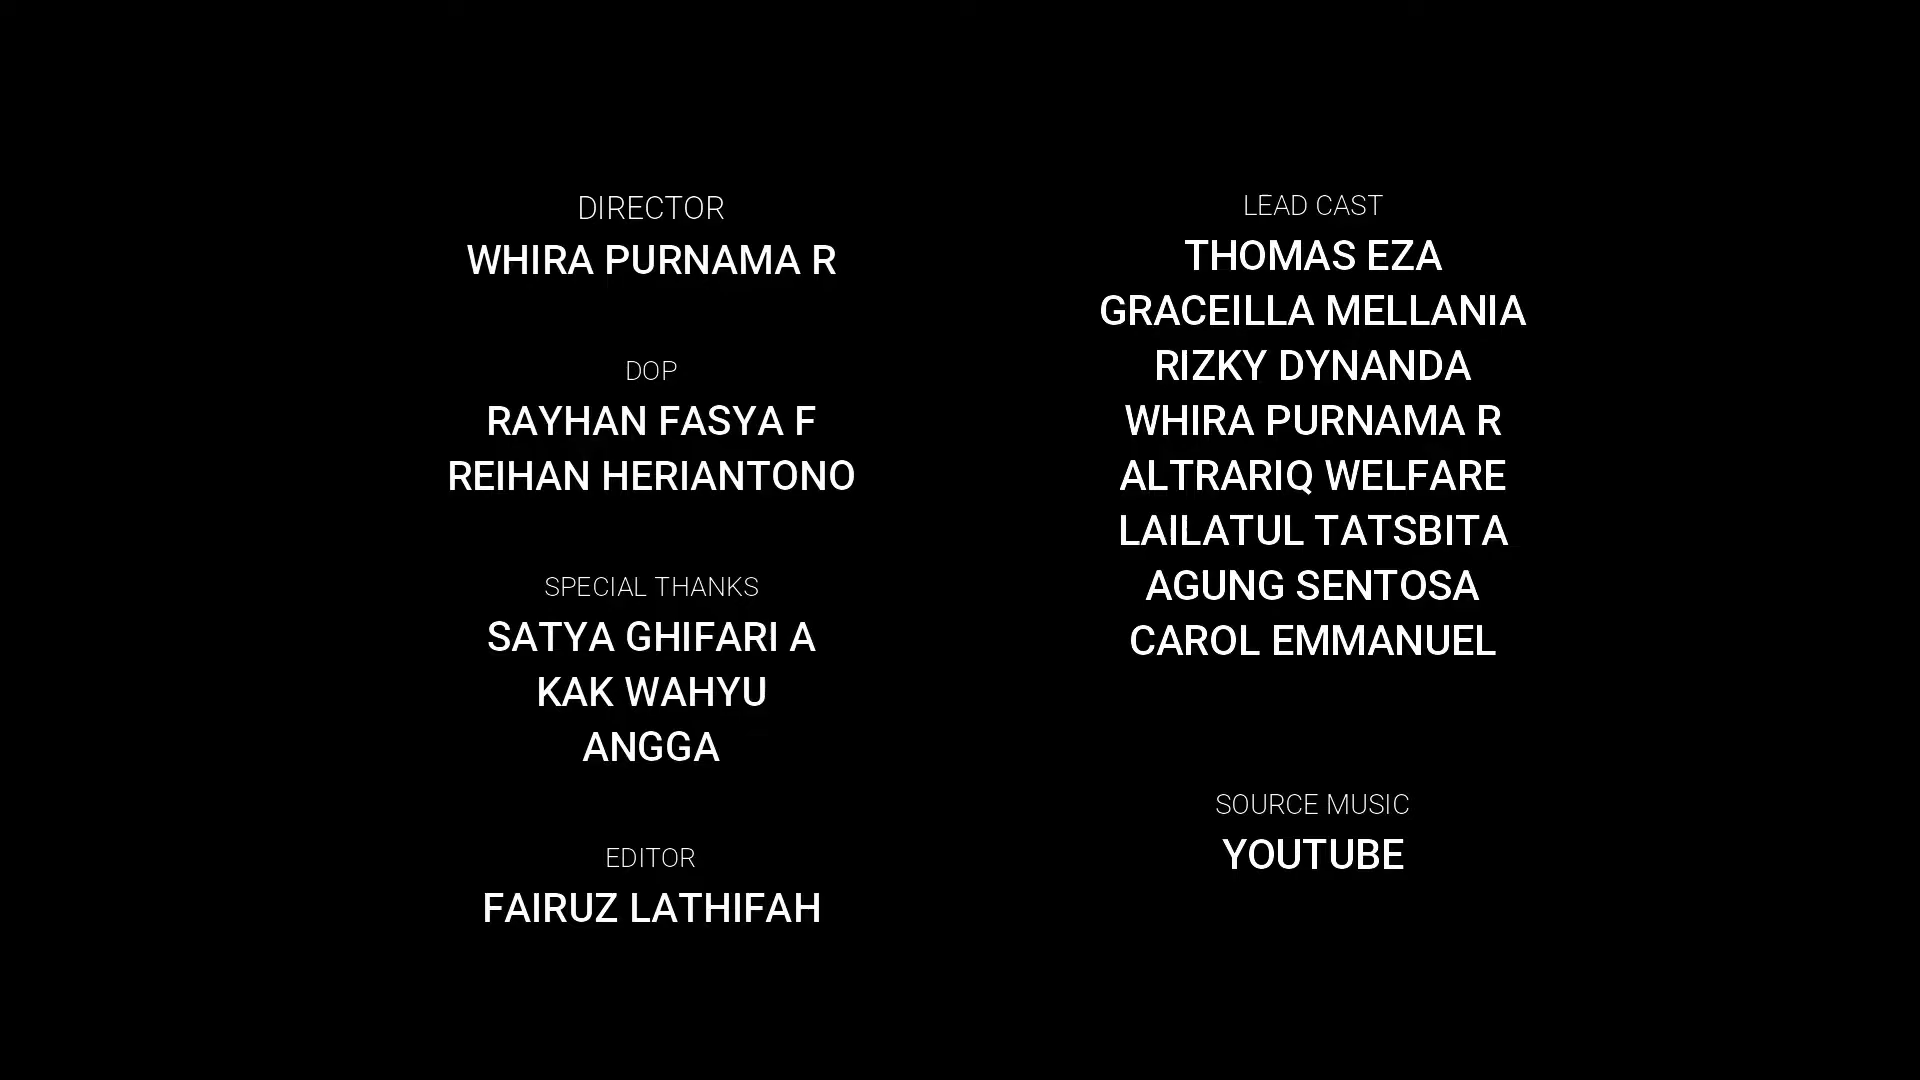 DIRECTOR
WHIRA PURNAMA R
DOP
RAYHAN FASYA F
REIHAN HERIANTONO
SPECIAL THANKS
SATYA GHIFARI A
KAK WAHYU
ANGGA
EDITOR
FAIRUZ LATHIFAH
LEAD CAST
THOMAS EZA
GRACEILLA MELLANIA
RIZKY DYNANDA
WHIRA PURNAMA R
ALTRARIQ WELFARE
LAILATUL TATSBITA
AGUNG SENTOSA
CAROL EMMANUEL
SOURCE MUSIC
YOUTUBE